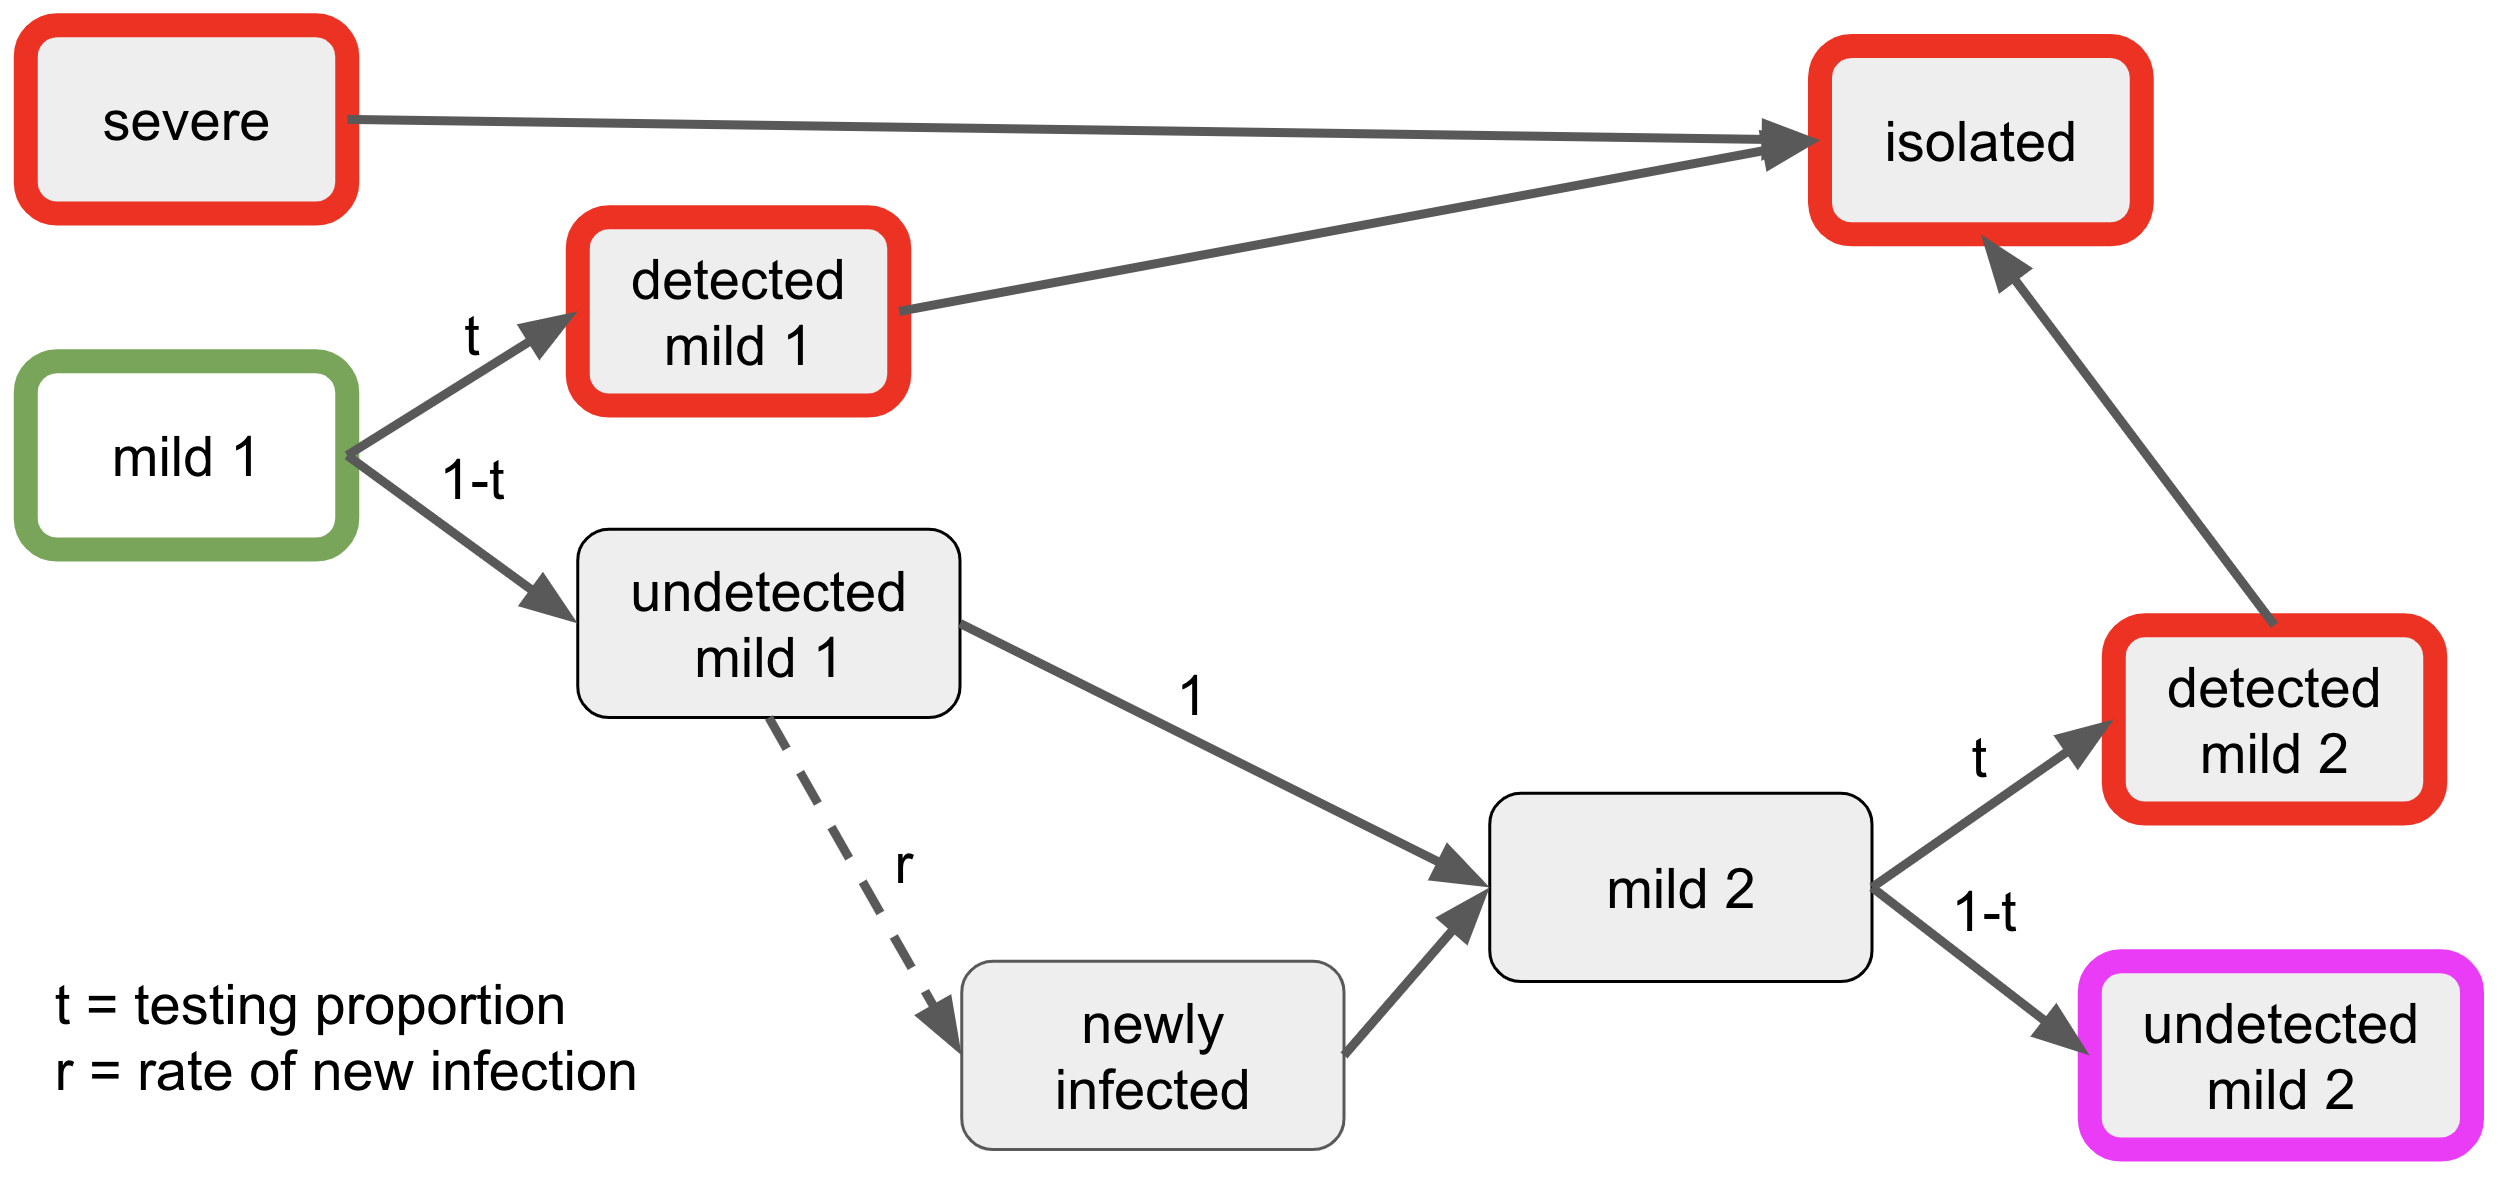 severe
isolated
detected
mild 1
t
mild 1
1-t
undetected
mild 1
1
r
detected
mild 2
t
mild 2
1-t
newly
infected
undetected
mild 2
t = testing proportion
r = rate of new infection